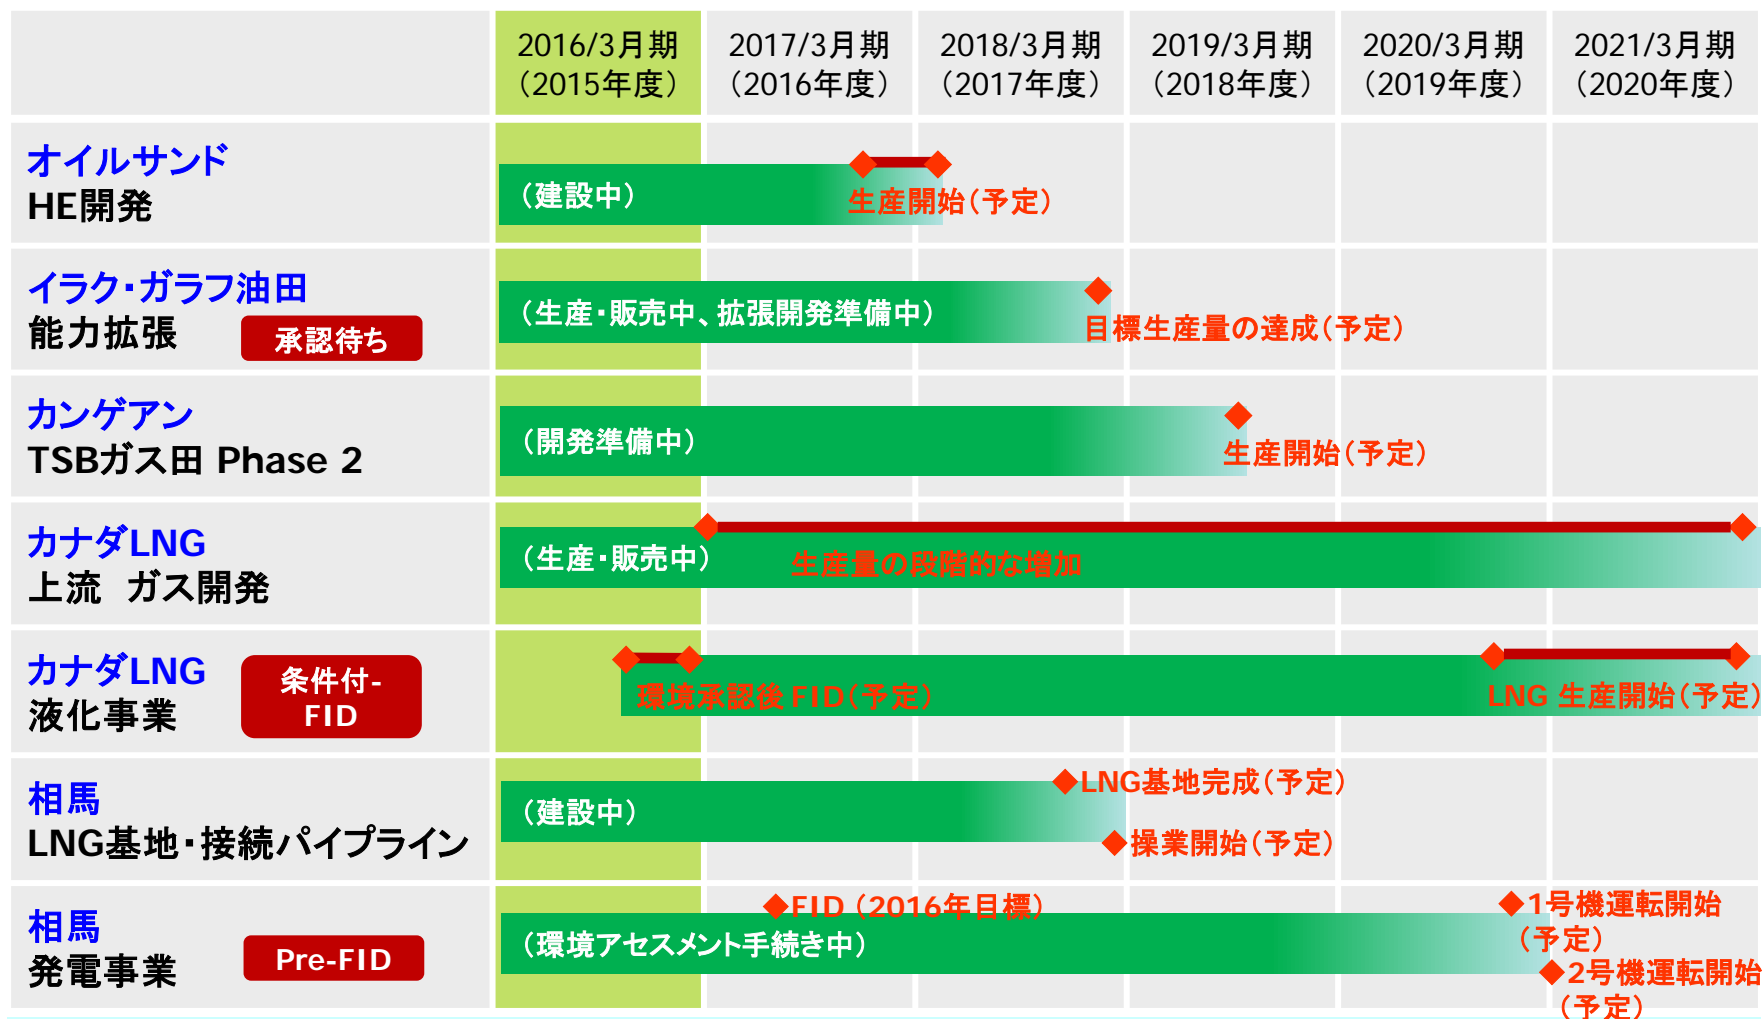 2016/3月期
（2015年度）
2017/3月期
（2016年度）
2018/3月期
（2017年度）
2019/3月期
（2018年度）
2020/3月期
（2019年度）
2021/3月期
（2020年度）
オイルサンド
HE開発
（建設中）
生産開始（予定）
イラク・ガラフ油田
能力拡張
承認待ち
（生産・販売中、拡張開発準備中）
目標生産量の達成（予定）
カンゲアン
TSBガス田 Phase 2
（開発準備中）
生産開始（予定）
カナダLNG
上流　ガス開発
（生産・販売中）
生産量の段階的な増加
カナダLNG
液化事業
条件付-
FID
環境承認後 FID（予定）
LNG 生産開始（予定）
相馬
LNG基地・接続パイプライン
（建設中）
LNG基地完成（予定）
操業開始（予定）
相馬
発電事業
Pre-FID
FID （2016年目標）
（環境アセスメント手続き中）
1号機運転開始
（予定）
2号機運転開始
（予定）